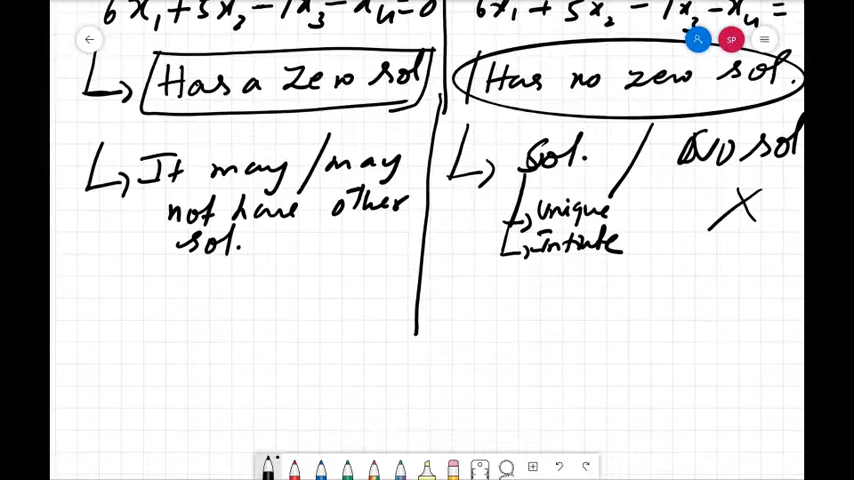 6x₁ + 5x₂ - 7x₃ - x₄ = 0
Has a zero sol
It may / may
not have other
sol.
6x₁ + 5x₂ - 7x₃ - x₄ =
SP
Has no zero sol.
Sol. / No sol
Unique
Infinite